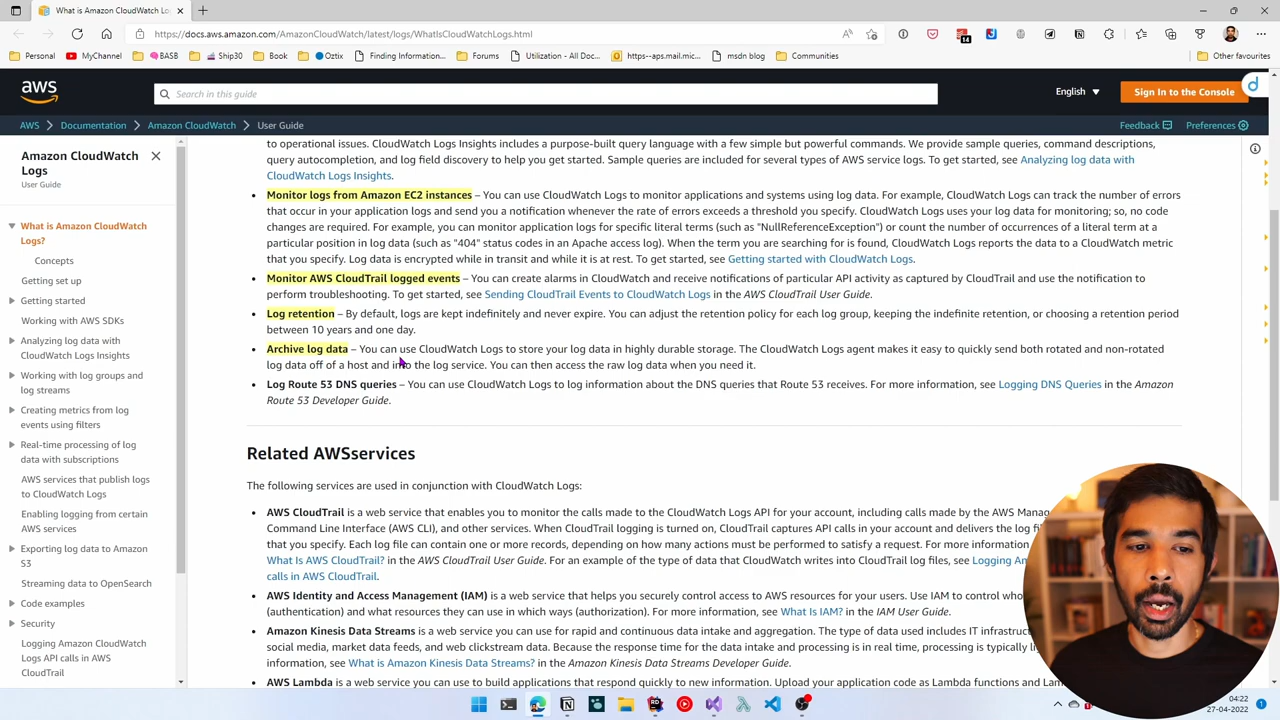 What is Amazon CloudWatch Log
https://docs.aws.amazon.com/AmazonCloudWatch/latest/logs/WhatIsCloudWatchLogs.html
Personal
MyChannel
BASB
Ship30
Book
Oztix
Finding Information...
Forums
Utilization - All Doc...
https--aps.mail.mic...
msdn blog
Communities
Other favourites
aws
Search in this guide
English
Sign In to the Console
AWS
Documentation
Amazon CloudWatch
User Guide
Feedback
Preferences
Amazon CloudWatch
Logs
User Guide
What is Amazon CloudWatch
Logs?
Concepts
Getting set up
Getting started
Working with AWS SDKs
Analyzing log data with
CloudWatch Logs Insights
Working with log groups and
log streams
Creating metrics from log
events using filters
Real-time processing of log
data with subscriptions
AWS services that publish logs
to CloudWatch Logs
Enabling logging from certain
AWS services
Exporting log data to Amazon
S3
Streaming data to OpenSearch
Code examples
Security
Logging Amazon CloudWatch
Logs API calls in AWS
CloudTrail
to operational issues. CloudWatch Logs Insights includes a purpose-built query language with a few simple but powerful commands. We provide sample queries, command descriptions,
query autocompletion, and log field discovery to help you get started. Sample queries are included for several types of AWS service logs. To get started, see Analyzing log data with
CloudWatch Logs Insights.
Monitor logs from Amazon EC2 instances – You can use CloudWatch Logs to monitor applications and systems using log data. For example, CloudWatch Logs can track the number of errors
that occur in your application logs and send you a notification whenever the rate of errors exceeds a threshold you specify. CloudWatch Logs uses your log data for monitoring; so, no code
changes are required. For example, you can monitor application logs for specific literal terms (such as "NullReferenceException") or count the number of occurrences of a literal term at a
particular position in log data (such as "404" status codes in an Apache access log). When the term you are searching for is found, CloudWatch Logs reports the data to a CloudWatch metric
that you specify. Log data is encrypted while in transit and while it is at rest. To get started, see Getting started with CloudWatch Logs.
Monitor AWS CloudTrail logged events – You can create alarms in CloudWatch and receive notifications of particular API activity as captured by CloudTrail and use the notification to
perform troubleshooting. To get started, see Sending CloudTrail Events to CloudWatch Logs in the AWS CloudTrail User Guide.
Log retention – By default, logs are kept indefinitely and never expire. You can adjust the retention policy for each log group, keeping the indefinite retention, or choosing a retention period
between 10 years and one day.
Archive log data – You can use CloudWatch Logs to store your log data in highly durable storage. The CloudWatch Logs agent makes it easy to quickly send both rotated and non-rotated
log data off of a host and into the log service. You can then access the raw log data when you need it.
Log Route 53 DNS queries – You can use CloudWatch Logs to log information about the DNS queries that Route 53 receives. For more information, see Logging DNS Queries in the Amazon
Route 53 Developer Guide.
Related AWSservices
The following services are used in conjunction with CloudWatch Logs:
AWS CloudTrail is a web service that enables you to monitor the calls made to the CloudWatch Logs API for your account, including calls made by the AWS Mana
Command Line Interface (AWS CLI), and other services. When CloudTrail logging is turned on, CloudTrail captures API calls in your account and delivers the log fi
that you specify. Each log file can contain one or more records, depending on how many actions must be performed to satisfy a request. For more information
What Is AWS CloudTrail? in the AWS CloudTrail User Guide. For an example of the type of data that CloudWatch writes into CloudTrail log files, see Logging Am
calls in AWS CloudTrail.
AWS Identity and Access Management (IAM) is a web service that helps you securely control access to AWS resources for your users. Use IAM to control who
(authentication) and what resources they can use in which ways (authorization). For more information, see What Is IAM? in the IAM User Guide.
Amazon Kinesis Data Streams is a web service you can use for rapid and continuous data intake and aggregation. The type of data used includes IT infrastruc
social media, market data feeds, and web clickstream data. Because the response time for the data intake and processing is in real time, processing is typically li
information, see What is Amazon Kinesis Data Streams? in the Amazon Kinesis Data Streams Developer Guide.
AWS Lambda is a web service you can use to build applications that respond quickly to new information. Upload your application code as Lambda functions and Lam
04:22
27-04-2022